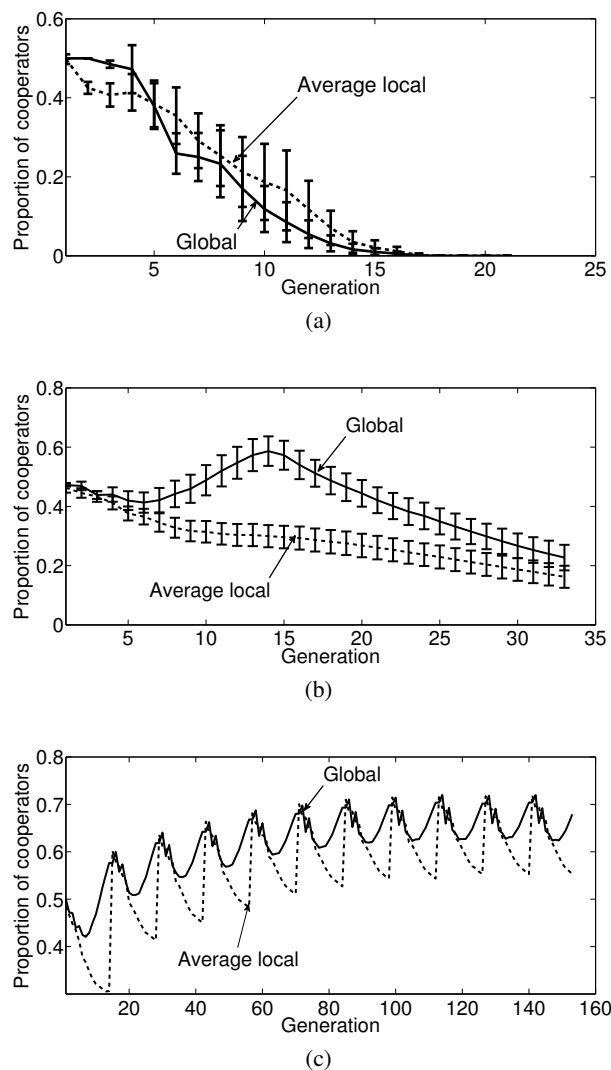 0.6
0.4
0.2
0
Proportion of cooperators
Average local
Global
5 10 15 20 25
Generation
(a)
0.8
0.6
0.4
0.2
0
Proportion of cooperators
Global
Average local
5 10 15 20 25 30 35
Generation
(b)
0.8
0.7
0.6
0.5
0.4
Proportion of cooperators
Global
Average local
20 40 60 80 100 120 140 160
Generation
(c)